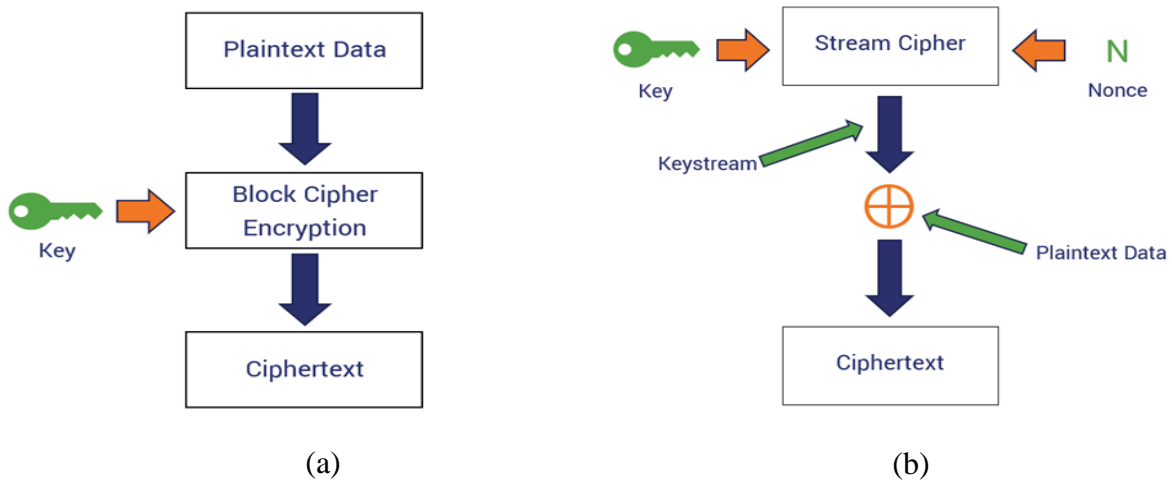 Plaintext Data
Key
Block Cipher
Encryption
Ciphertext
(a)
Key
Stream Cipher
N
Nonce
Keystream
Plaintext Data
Ciphertext
(b)